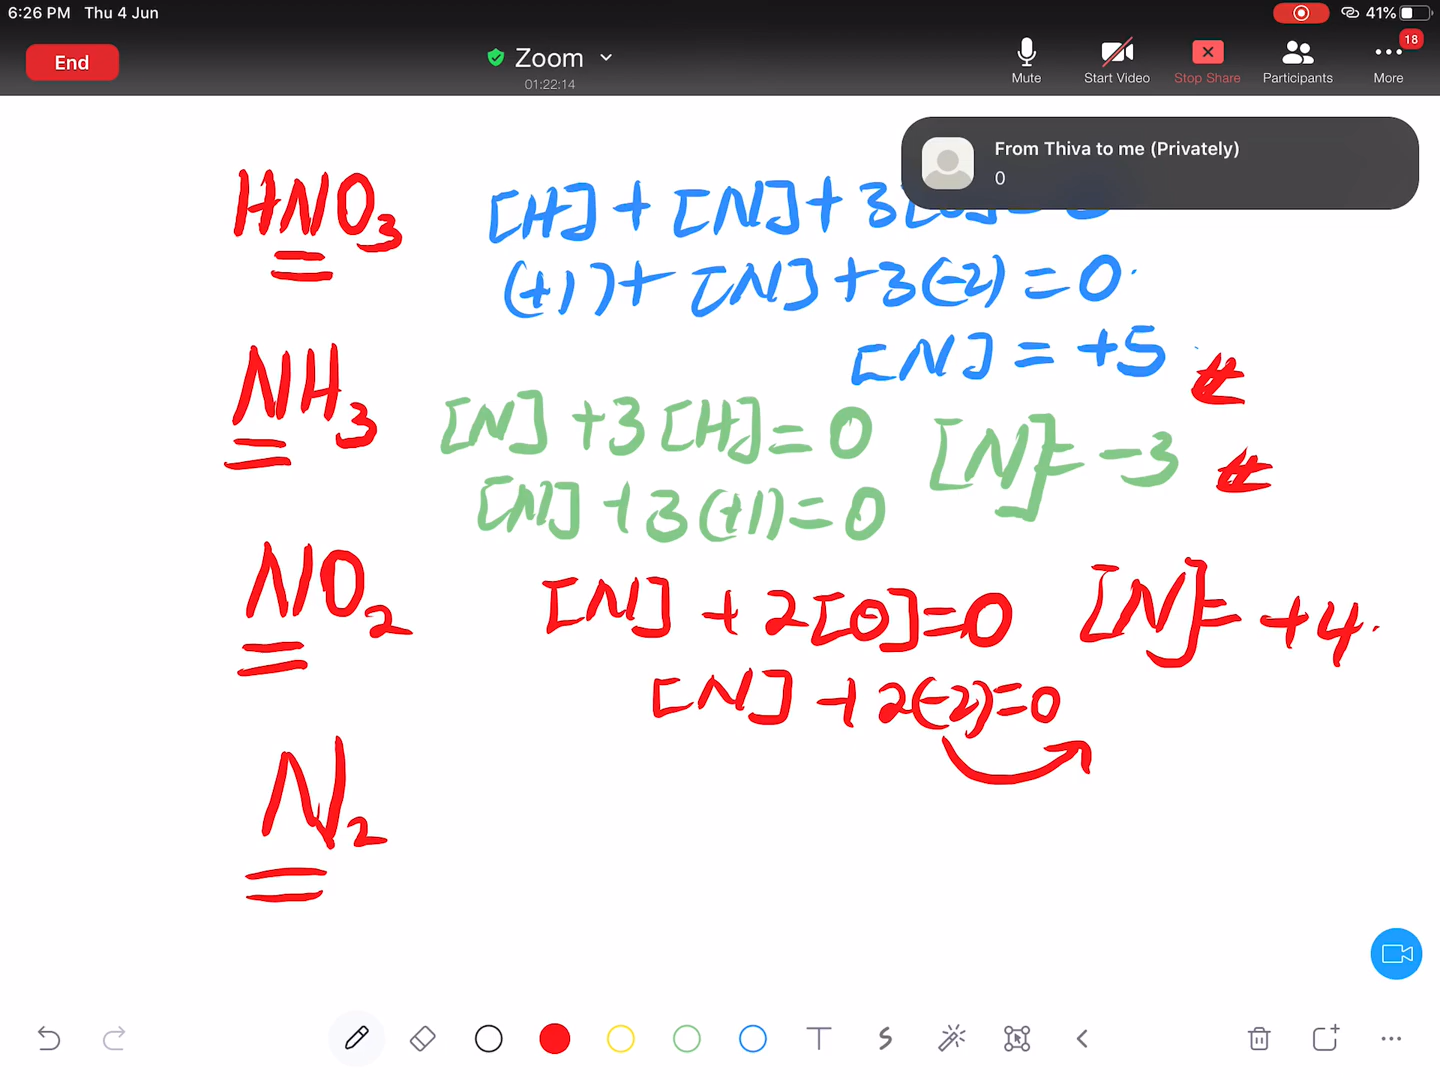 6:26 PM Thu 4 Jun
41%
End
Zoom
01:22:14
Mute
Start Video
Stop Share
Participants
More
18
From Thiva to me (Privately)
0
HNO₃
[H] + [N] + 3
(+1) + [N] + 3(-2) = 0
[N] = +5
NH₃
[N] + 3[H] = 0
[N] = -3
[N] + 3(+1) = 0
NO₂
[N] + 2[O] = 0
[N] = +4
[N] + 2(-2) = 0
N₂
T